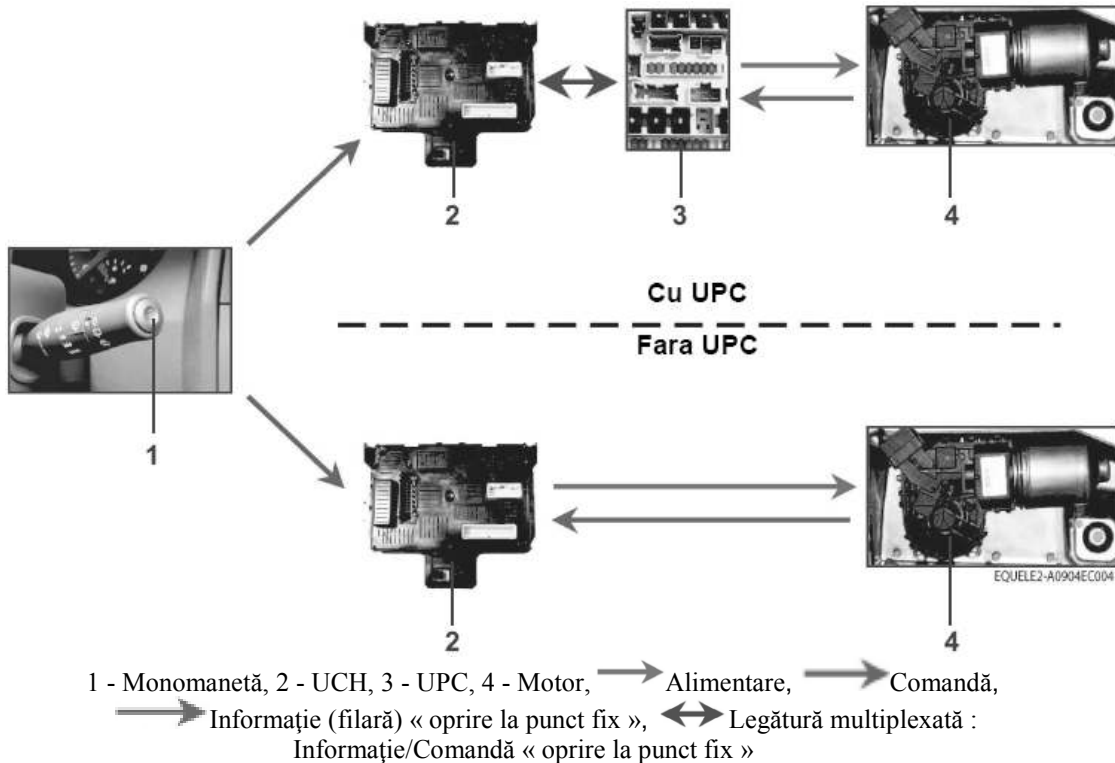 2
3
4
Cu UPC
Fara UPC
1
EQUELE2-A0904EC004
2
4
1 - Monomanetă, 2 - UCH, 3 - UPC, 4 - Motor, Alimentare, Comandă,
Informaţie (filară) « oprire la punct fix », Legătură multiplexată :
Informaţie/Comandă « oprire la punct fix »